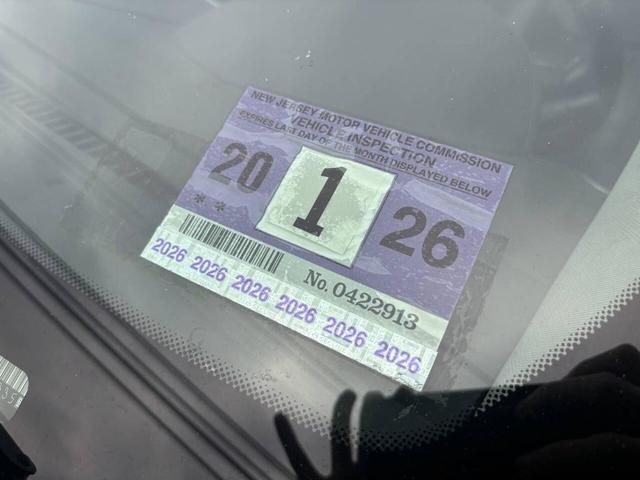 NEW JERSEY MOTOR VEHICLE COMMISSION
VEHICLE INSPECTION
EXPIRES LAST DAY OF THE MONTH DISPLAYED BELOW
20 1 26
**
No. 0422913
2026 2026 2026 2026 2026 2026